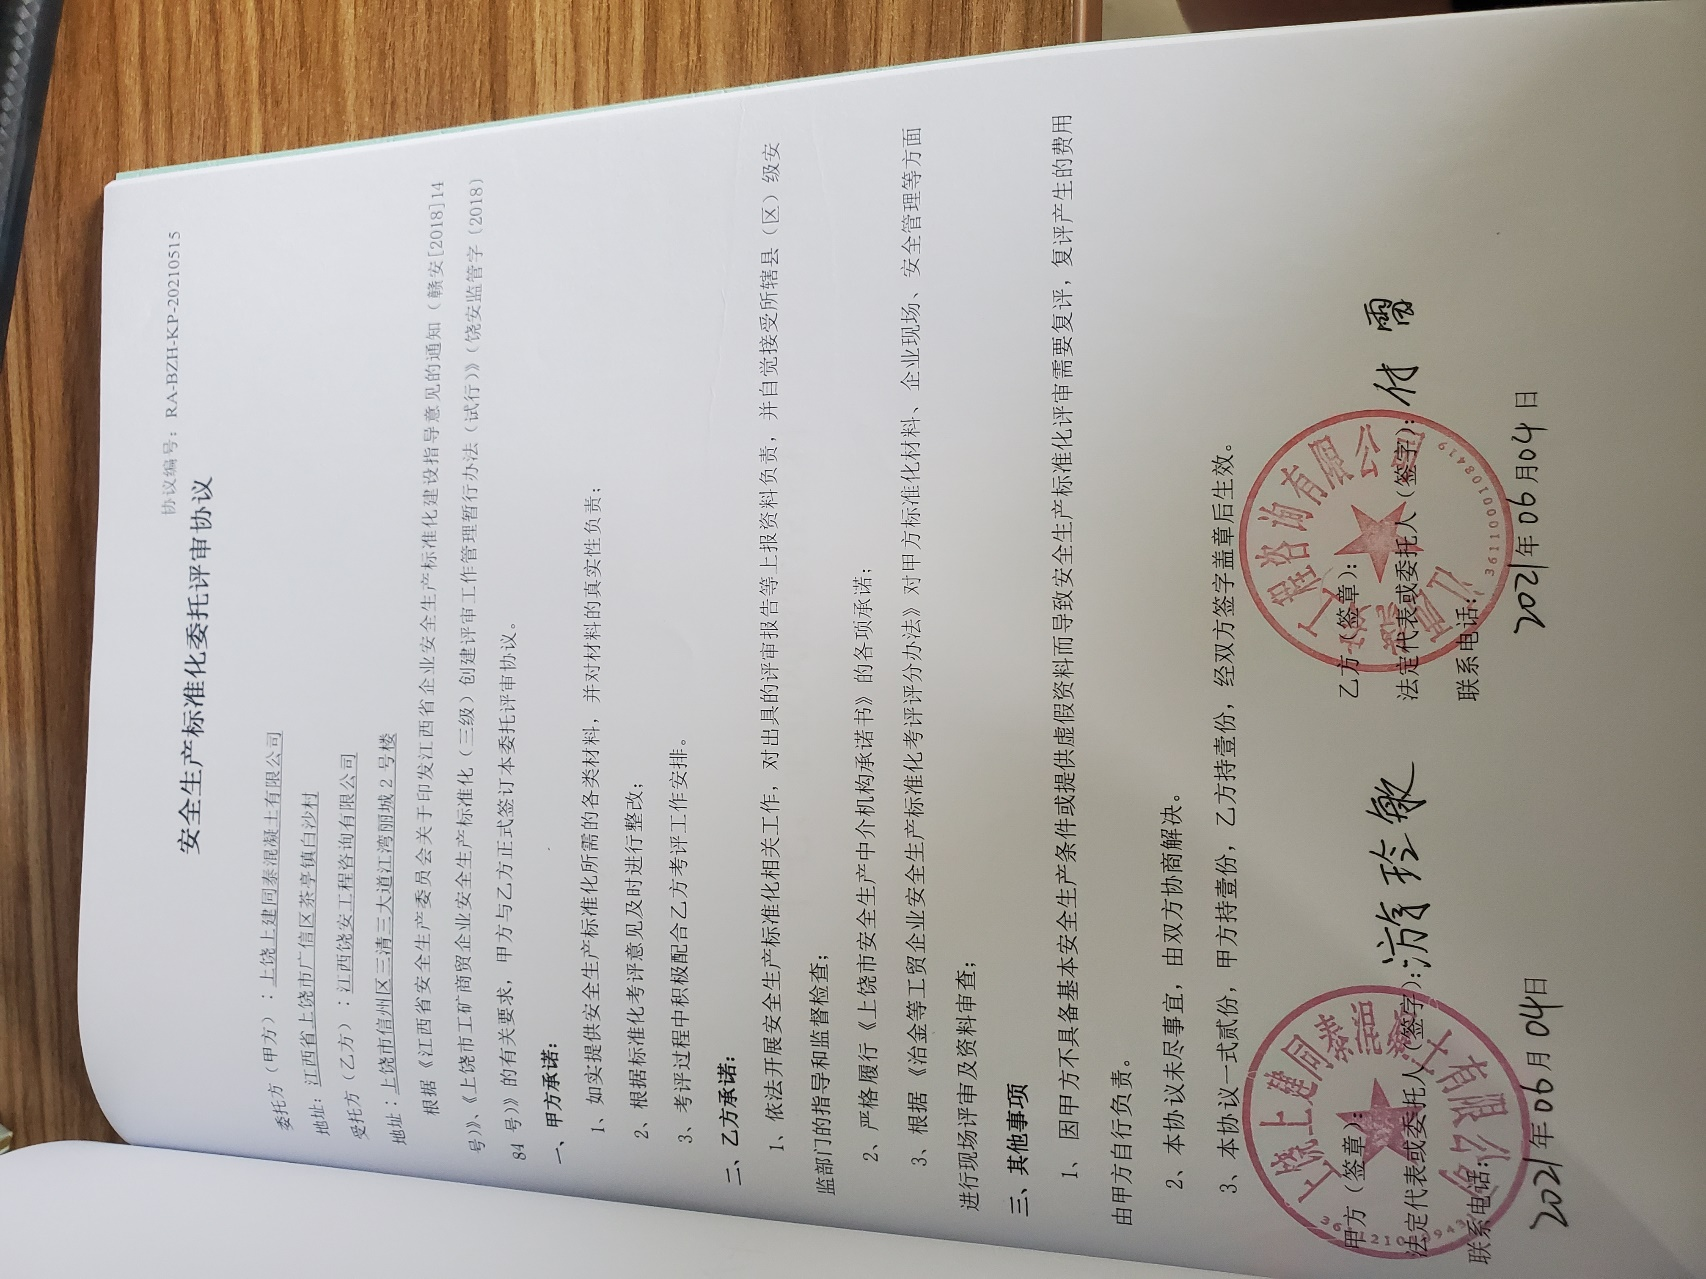 协议编号：RA-BZH-KP-20210515
安全生产标准化委托评审协议
委托方（甲方）：上饶上建同泰混凝土有限公司
地址：江西省上饶市广信区茶亭镇白沙村
受托方（乙方）：江西饶安工程咨询有限公司
地址：上饶市信州区三清三大道江湾丽城2号楼
根据《江西省安全生产委员会关于印发江西省企业安全生产标准化建设指导意见的通知（赣安[2018]14
号）》、《上饶市工矿商贸企业安全生产标准化（三级）创建评审工作管理暂行办法（试行）》（饶安监管字（2018）
84号）》的有关要求，甲方与乙方正式签订本委托评审协议。
一、甲方承诺：
1、如实提供安全生产标准化所需的各类材料，并对材料的真实性负责；
2、根据标准化考评意见及时进行整改；
3、考评过程中积极配合乙方考评工作安排。
二、乙方承诺：
1、依法开展安全生产标准化相关工作，对出具的评审报告等上报资料负责，并自觉接受所辖县（区）级安
监部门的指导和监督检查；
2、严格履行《上饶市安全生产中介机构承诺书》的各项承诺；
3、根据《冶金等工贸企业安全生产标准化考评评分办法》对甲方标准化材料、企业现场、安全管理等方面
进行现场评审及资料审查；
三、其他事项
1、因甲方不具备基本安全生产条件或提供虚假资料而导致安全生产标准化评审需要复评，复评产生的费用
由甲方自行负责。
2、本协议未尽事宜，由双方协商解决。
3、本协议一式贰份，甲方持壹份，乙方持壹份，经双方签字盖章后生效。
甲方（签章）：
法定代表或委托人（签字）：
联系电话：
2021年06月04日
上饶上建同泰混凝土有限公司
乙方（签章）：
法定代表或委托人（签字）：付雷
联系电话：
2021年06月04日
工程咨询有限公司
3611000108419